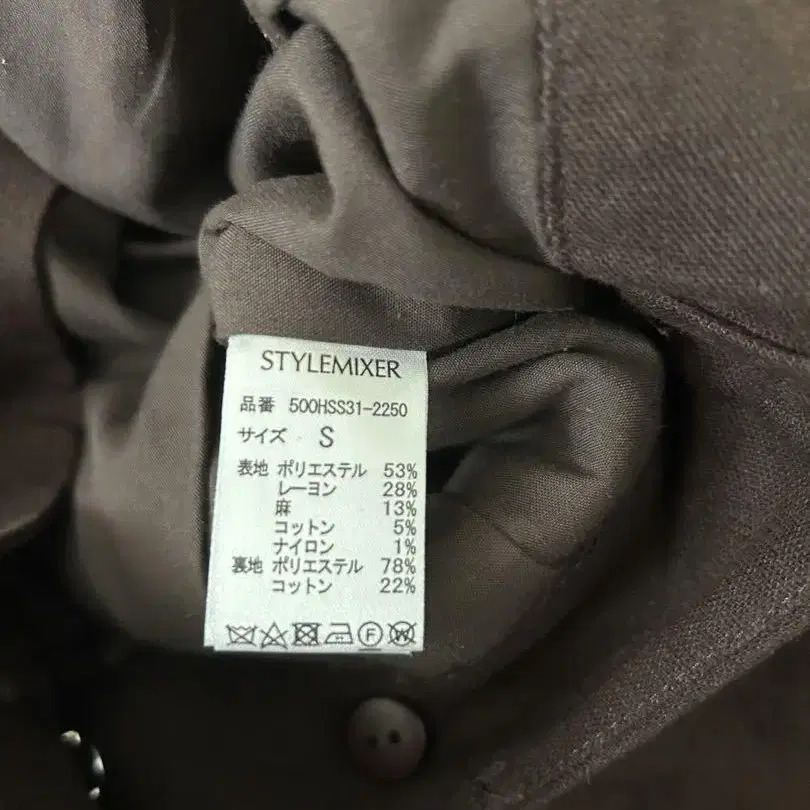 STYLEMIXER
品番 500HSS31-2250
サイズ S
表地 ポリエステル 53%
レーヨン 28%
麻 13%
コットン 5%
ナイロン 1%
裏地 ポリエステル 78%
コットン 22%
F W